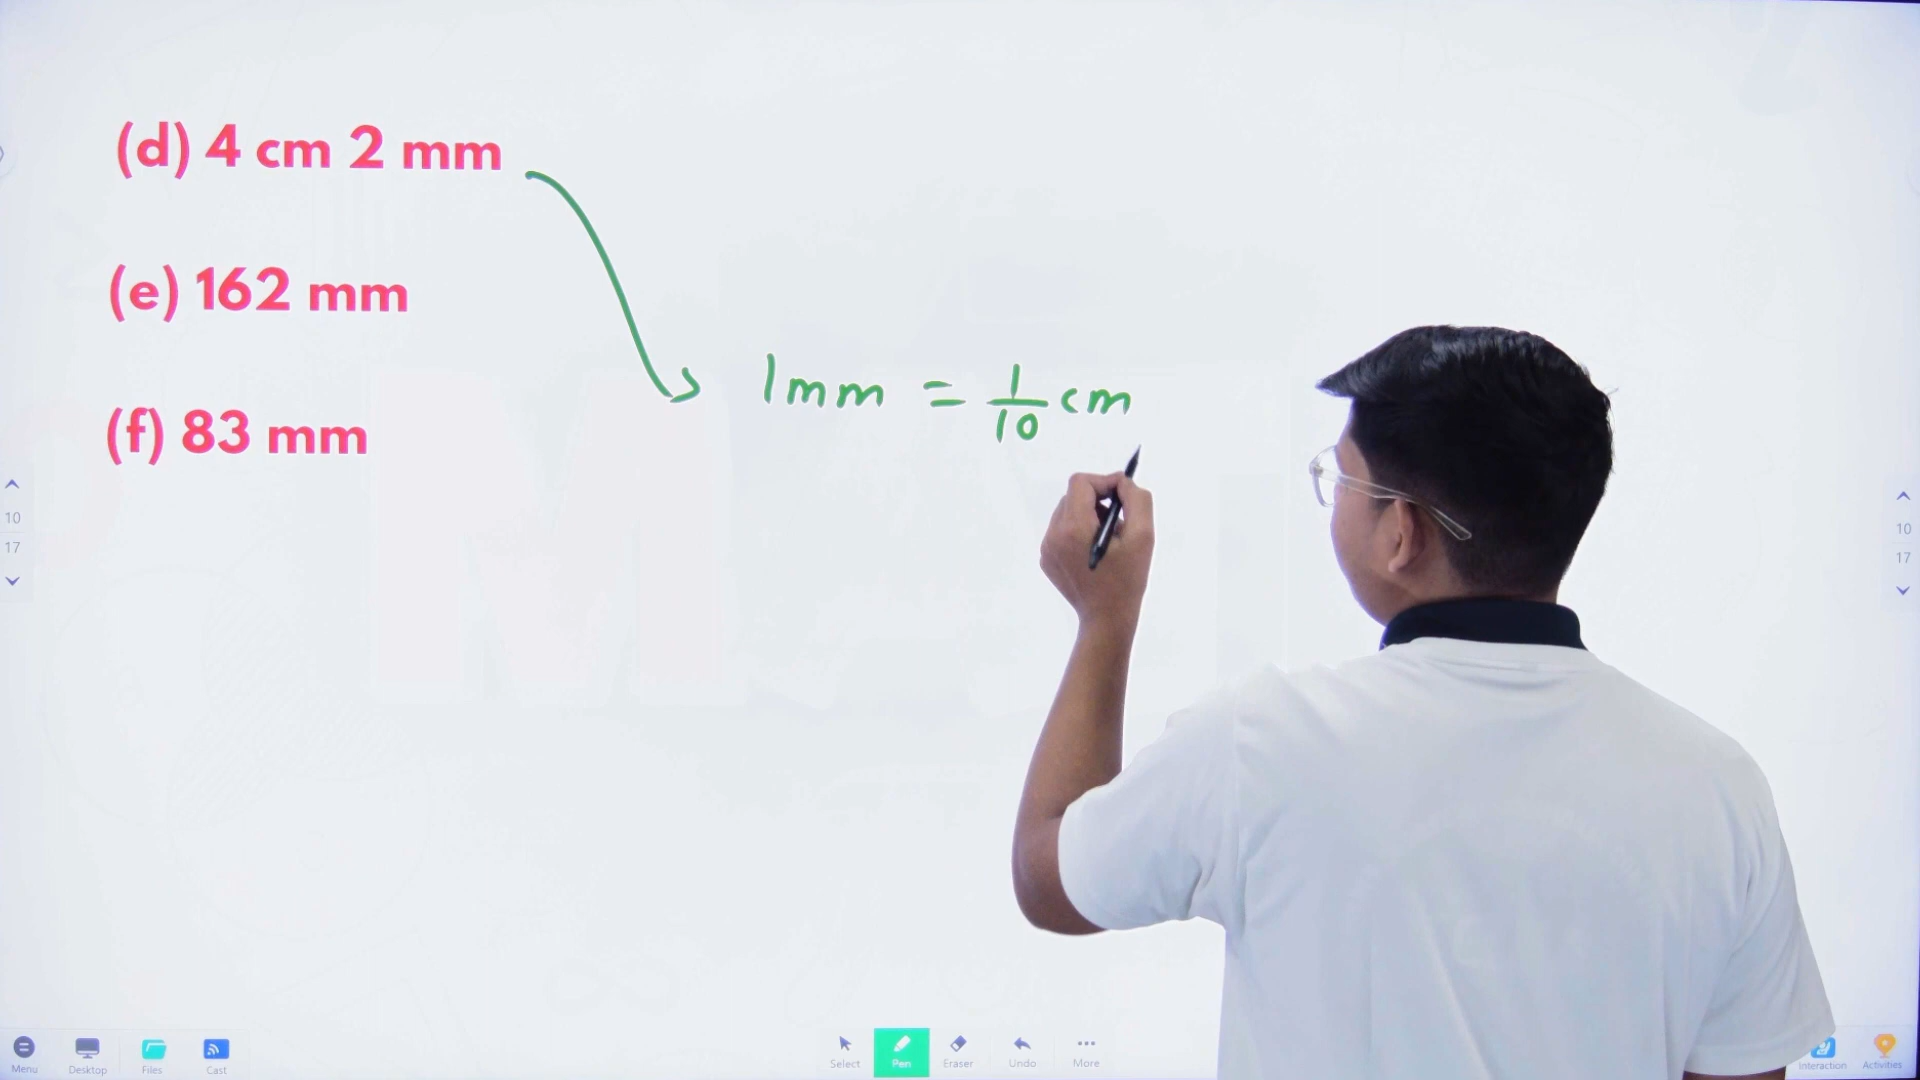 (d) 4 cm 2 mm
(e) 162 mm
(f) 83 mm
1mm = 1/10 cm
10
17
10
17
Menu
Desktop
Files
Cast
Select
Pen
Eraser
Undo
More
Interaction
Activities